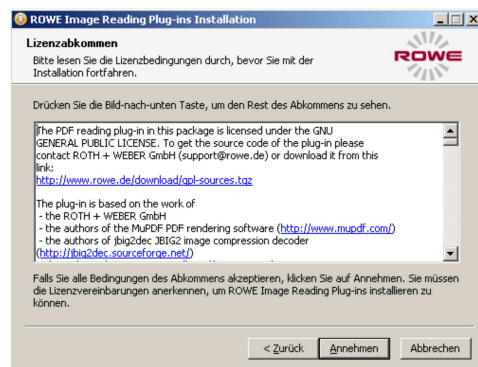 ROWE Image Reading Plug-ins Installation
Lizenzabkommen
Bitte lesen Sie die Lizenzbedingungen durch, bevor Sie mit der
Installation fortfahren.
ROWE
Drücken Sie die Bild-nach-unten Taste, um den Rest des Abkommens zu sehen.
The PDF reading plug-in in this package is licensed under the GNU
GENERAL PUBLIC LICENSE. To get the source code of the plug-in please
contact ROTH + WEBER GmbH (support@rowe.de) or download it from this
link:
http://www.rowe.de/download/gpl-sources.tgz
The plug-in is based on the work of
- the ROTH + WEBER GmbH
- the authors of the MuPDF PDF rendering software (http://www.mupdf.com/)
- the authors of jbig2dec JBIG2 image compression decoder
(http://jbig2dec.sourceforge.net/)
Falls Sie alle Bedingungen des Abkommens akzeptieren, klicken Sie auf Annehmen. Sie müssen
die Lizenzvereinbarungen anerkennen, um ROWE Image Reading Plug-ins installieren zu
können.
< Zurück Annehmen Abbrechen